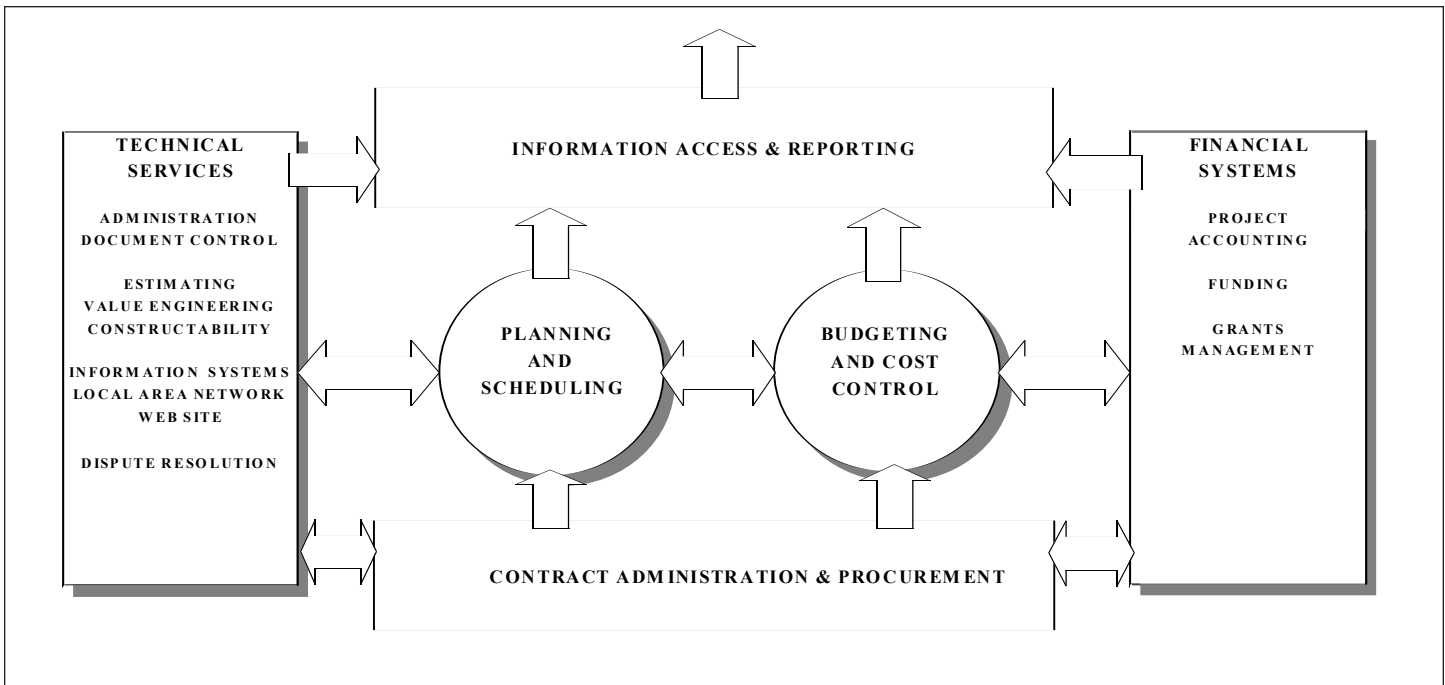 TECHNICAL
SERVICES
ADMINISTRATION
DOCUMENT CONTROL
ESTIMATING
VALUE ENGINEERING
CONSTRUCTABILITY
INFORMATION SYSTEMS
LOCAL AREA NETWORK
WEB SITE
DISPUTE RESOLUTION
INFORMATION ACCESS & REPORTING
PLANNING
AND
SCHEDULING
BUDGETING
AND COST
CONTROL
CONTRACT ADMINISTRATION & PROCUREMENT
FINANCIAL
SYSTEMS
PROJECT
ACCOUNTING
FUNDING
GRANTS
MANAGEMENT